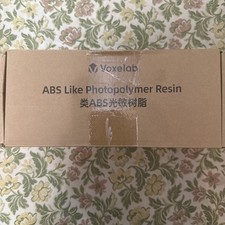 Voxelab
ABS Like Photopolymer Resin
类ABS光敏树脂